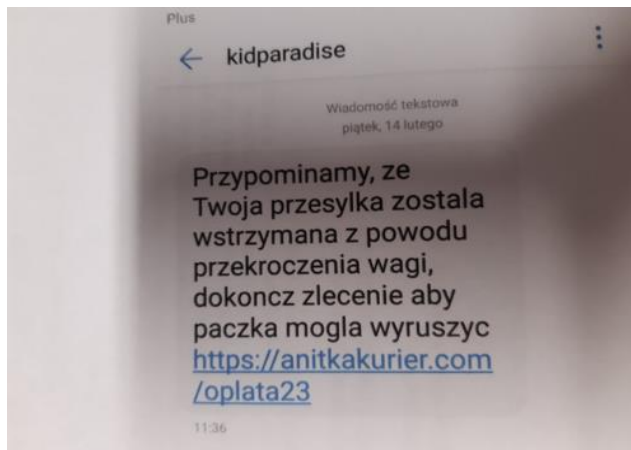 Plus
kidparadise
Wiadomość tekstowa
piątek, 14 lutego
Przypominamy, ze
Twoja przesylka zostala
wstrzymana z powodu
przekroczenia wagi,
dokoncz zlecenie aby
paczka mogla wyruszyc
https://anitkakurier.com
/oplata23
11:36